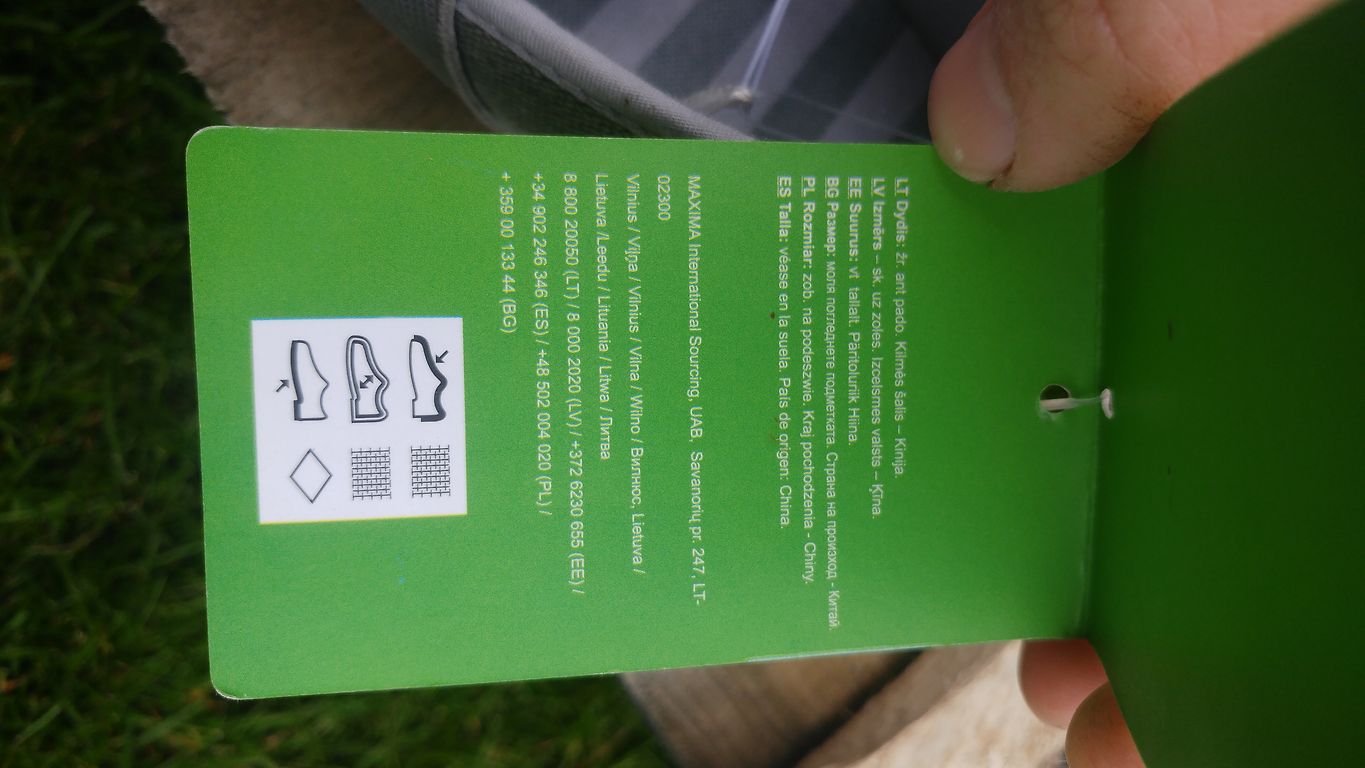 LT Dydis: žr. ant pado. Kilmės šalis – Kinija.
LV Izmērs – sk. uz zoles. Izcelsmes valsts – Ķīna.
EE Suurus: vt. tallalt. Päritoluriik Hiina.
BG Размер: моля погледнете подметката. Страна на произход - Китай.
PL Rozmiar: zob. na podeszwie. Kraj pochodzenia - Chiny.
ES Talla: véase en la suela. País de origen: China.
MAXIMA International Sourcing, UAB, Savanorių pr. 247, LT-
02300
Vilnius / Viļņa / Vilnius / Vilna / Wilno / Вилнюс, Lietuva /
Lietuva /Leedu / Lituania / Litwa / Литва
8 800 20050 (LT) / 8 000 2020 (LV) / +372 6230 655 (EE) /
+34 902 246 346 (ES) / +48 502 004 020 (PL) /
+ 359 00 133 44 (BG)